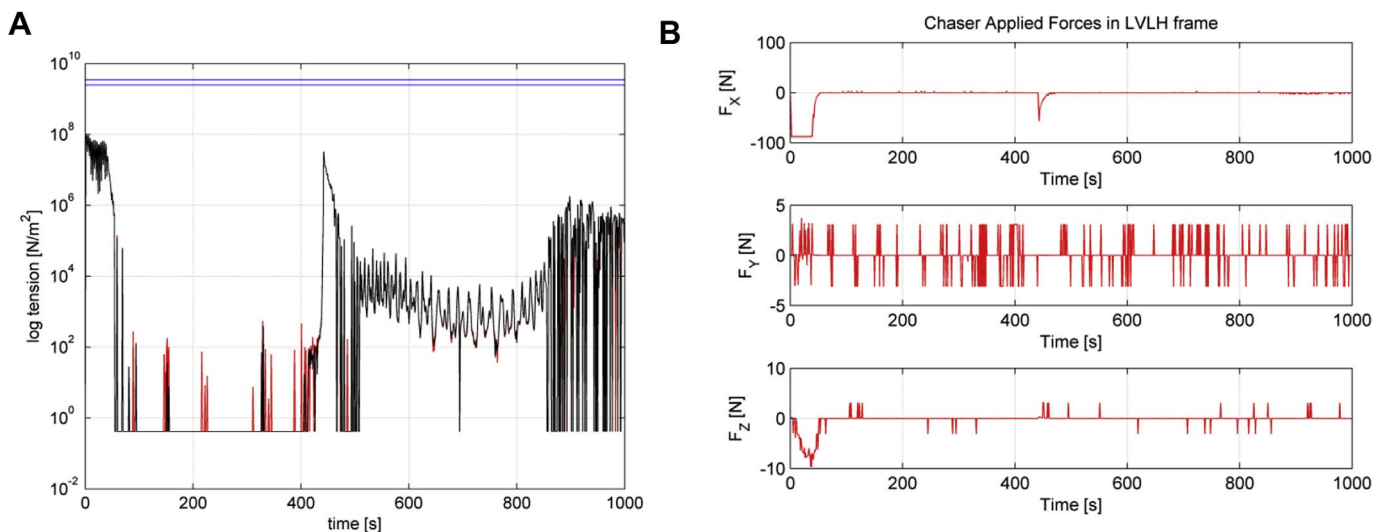 A
10^10
10^8
10^6
10^4
10^2
10^0
10^-2
log tension [N/m²]
0 200 400 600 800 1000
time [s]
B
Chaser Applied Forces in LVLH frame
100
0
-100
F_X [N]
0 200 400 600 800 1000
Time [s]
5
0
-5
F_Y [N]
0 200 400 600 800 1000
Time [s]
10
0
-10
F_Z [N]
0 200 400 600 800 1000
Time [s]